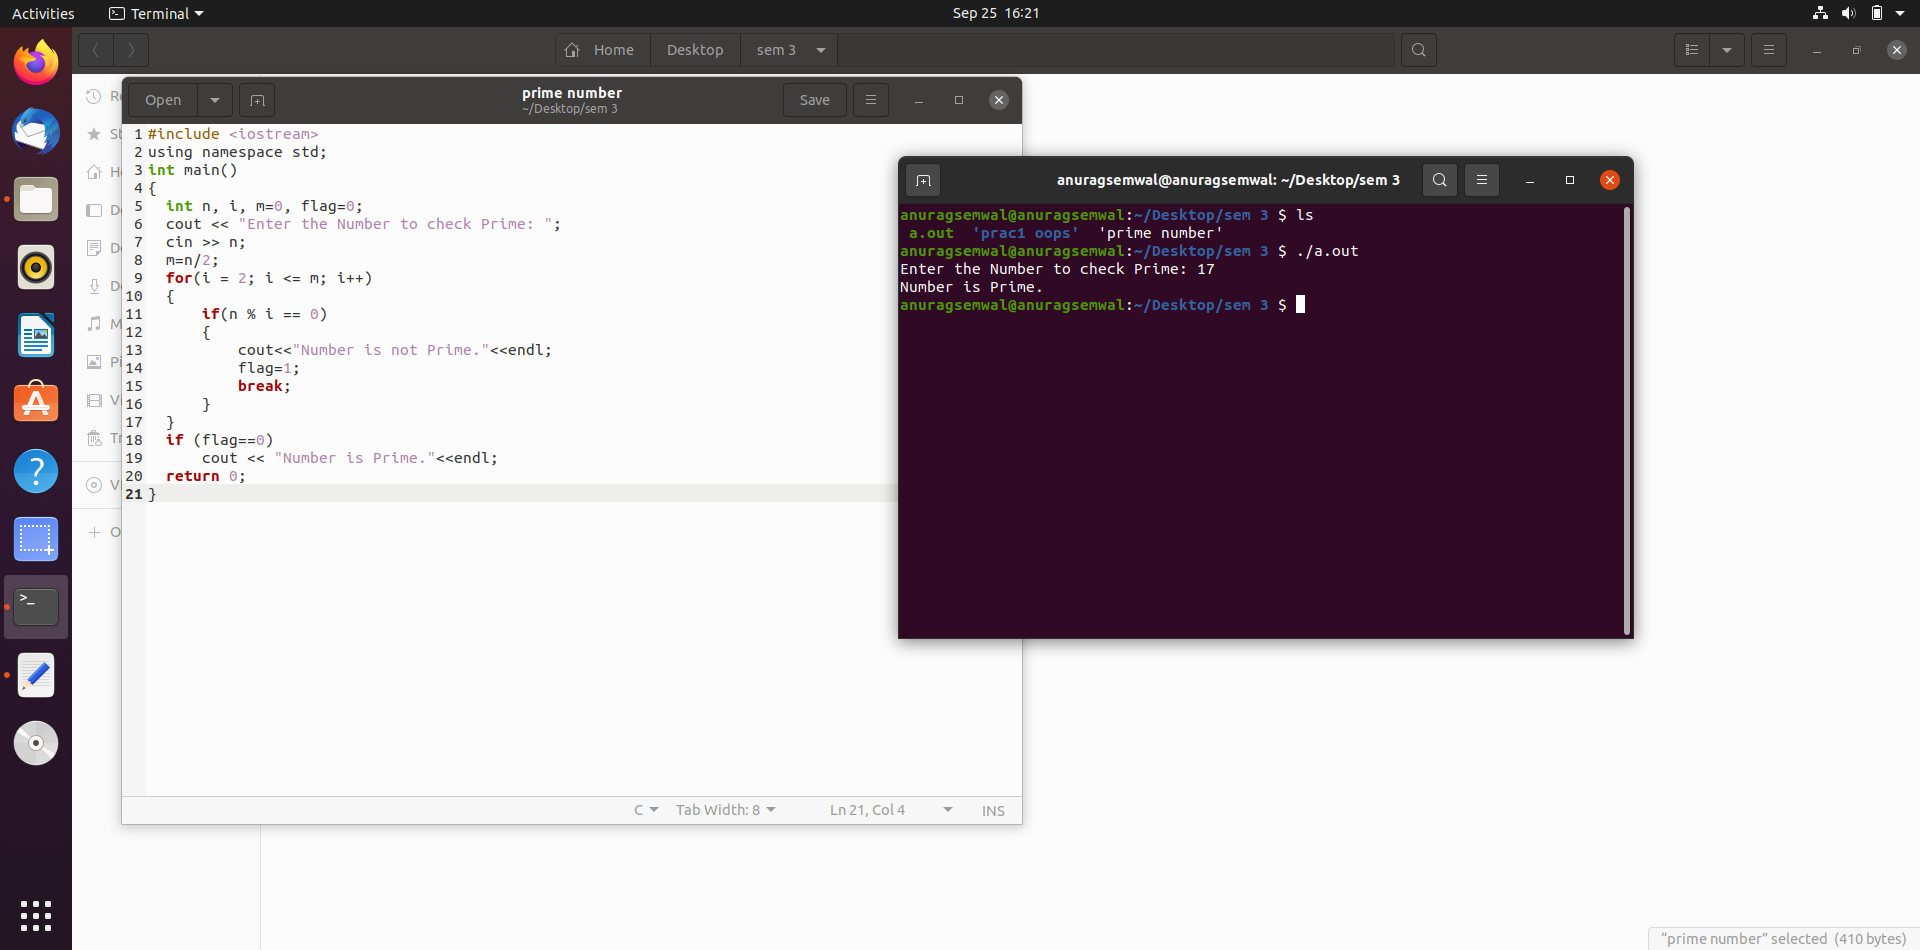 Activities
Terminal
Sep 25 16:21
Home
Desktop
sem 3
Open
prime number
~/Desktop/sem 3
Save
1 #include <iostream>
2 using namespace std;
3 int main()
4 {
5   int n, i, m=0, flag=0;
6   cout << "Enter the Number to check Prime: ";
7   cin >> n;
8   m=n/2;
9   for(i = 2; i <= m; i++)
10   {
11       if(n % i == 0)
12       {
13           cout<<"Number is not Prime."<<endl;
14           flag=1;
15           break;
16       }
17   }
18   if (flag==0)
19       cout << "Number is Prime."<<endl;
20   return 0;
21 }
C
Tab Width: 8
Ln 21, Col 4
INS
anuragsemwal@anuragsemwal: ~/Desktop/sem 3
anuragsemwal@anuragsemwal:~/Desktop/sem 3 $ ls
a.out  'prac1 oops'  'prime number'
anuragsemwal@anuragsemwal:~/Desktop/sem 3 $ ./a.out
Enter the Number to check Prime: 17
Number is Prime.
anuragsemwal@anuragsemwal:~/Desktop/sem 3 $
"prime number" selected (410 bytes)